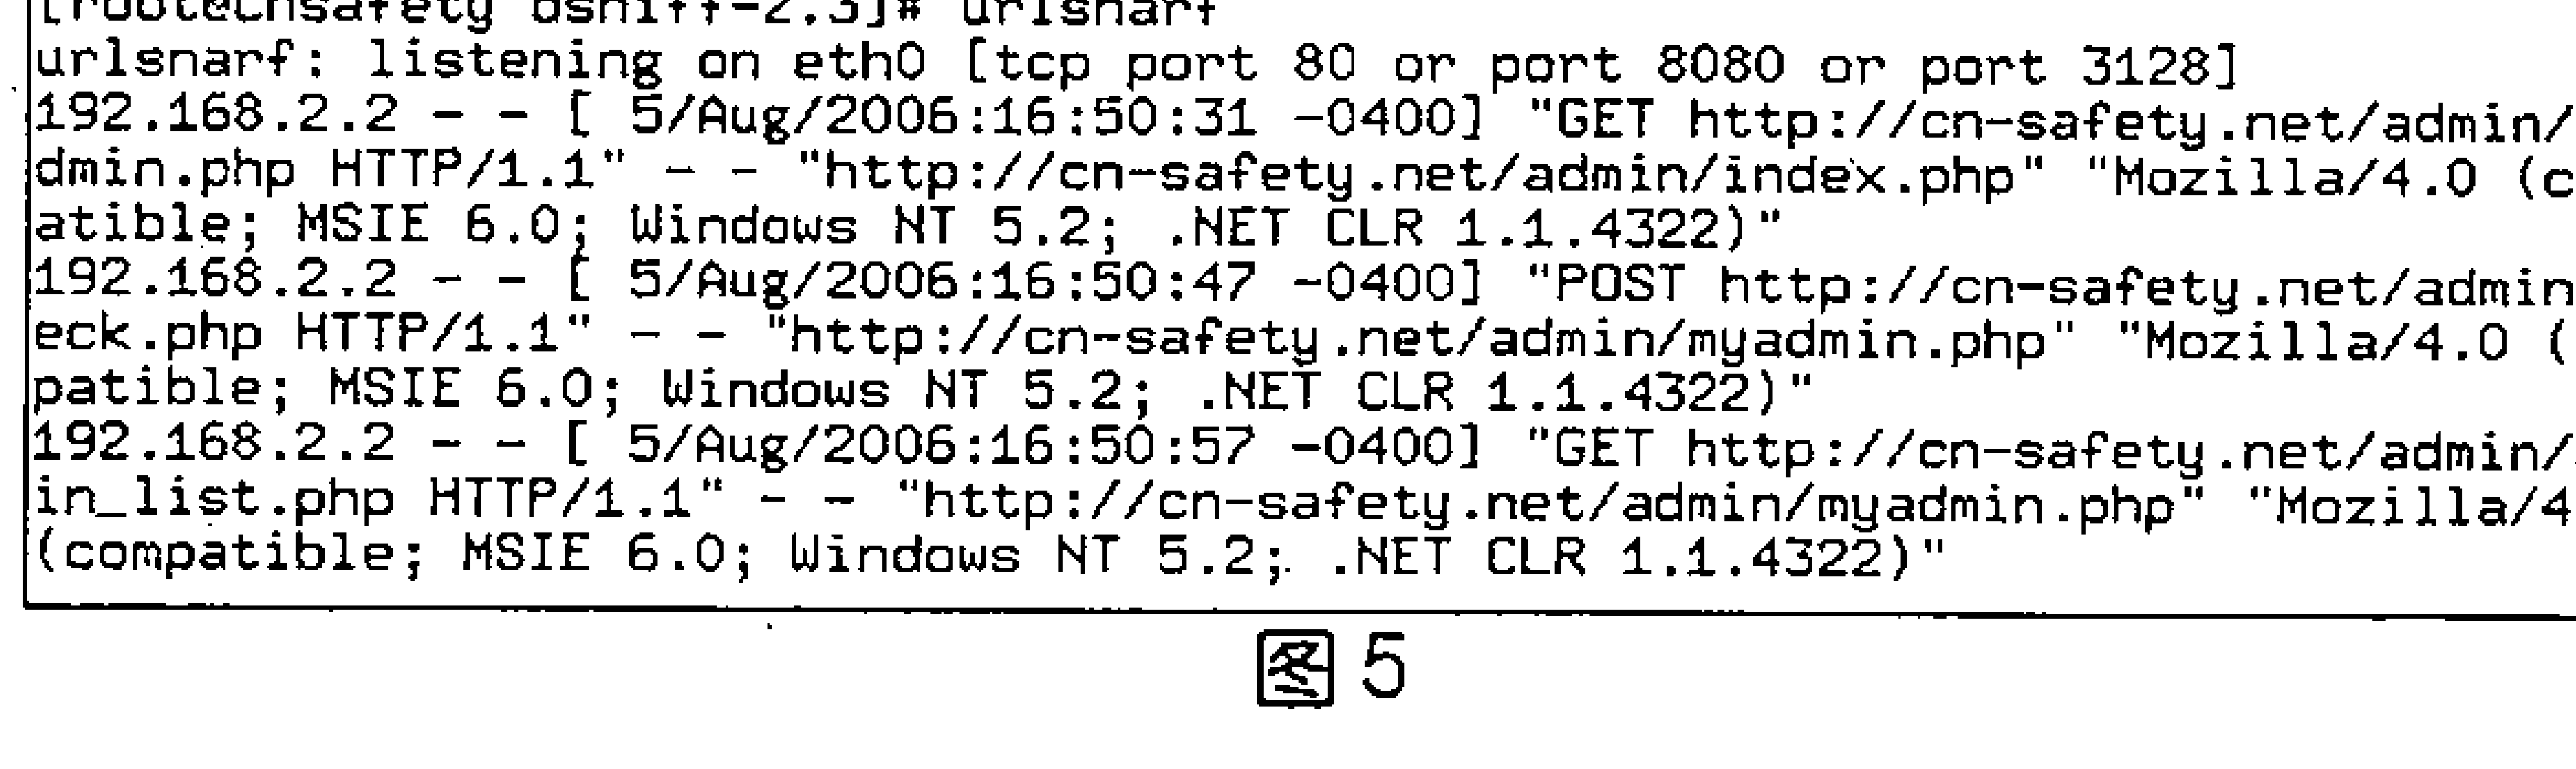 [root@cnsafety dsniff-2.3]# urlsnarf
urlsnarf: listening on eth0 [tcp port 80 or port 8080 or port 3128]
192.168.2.2 - - [ 5/Aug/2006:16:50:31 -0400] "GET http://cn-safety.net/admin/
dmin.php HTTP/1.1" - - "http://cn-safety.net/admin/index.php" "Mozilla/4.0 (c
atible; MSIE 6.0; Windows NT 5.2; .NET CLR 1.1.4322)"
192.168.2.2 - - [ 5/Aug/2006:16:50:47 -0400] "POST http://cn-safety.net/admin
eck.php HTTP/1.1" - - "http://cn-safety.net/admin/myadmin.php" "Mozilla/4.0 (
patible; MSIE 6.0; Windows NT 5.2; .NET CLR 1.1.4322)"
192.168.2.2 - - [ 5/Aug/2006:16:50:57 -0400] "GET http://cn-safety.net/admin/
in_list.php HTTP/1.1" - - "http://cn-safety.net/admin/myadmin.php" "Mozilla/4
(compatible; MSIE 6.0; Windows NT 5.2; .NET CLR 1.1.4322)"
图 5